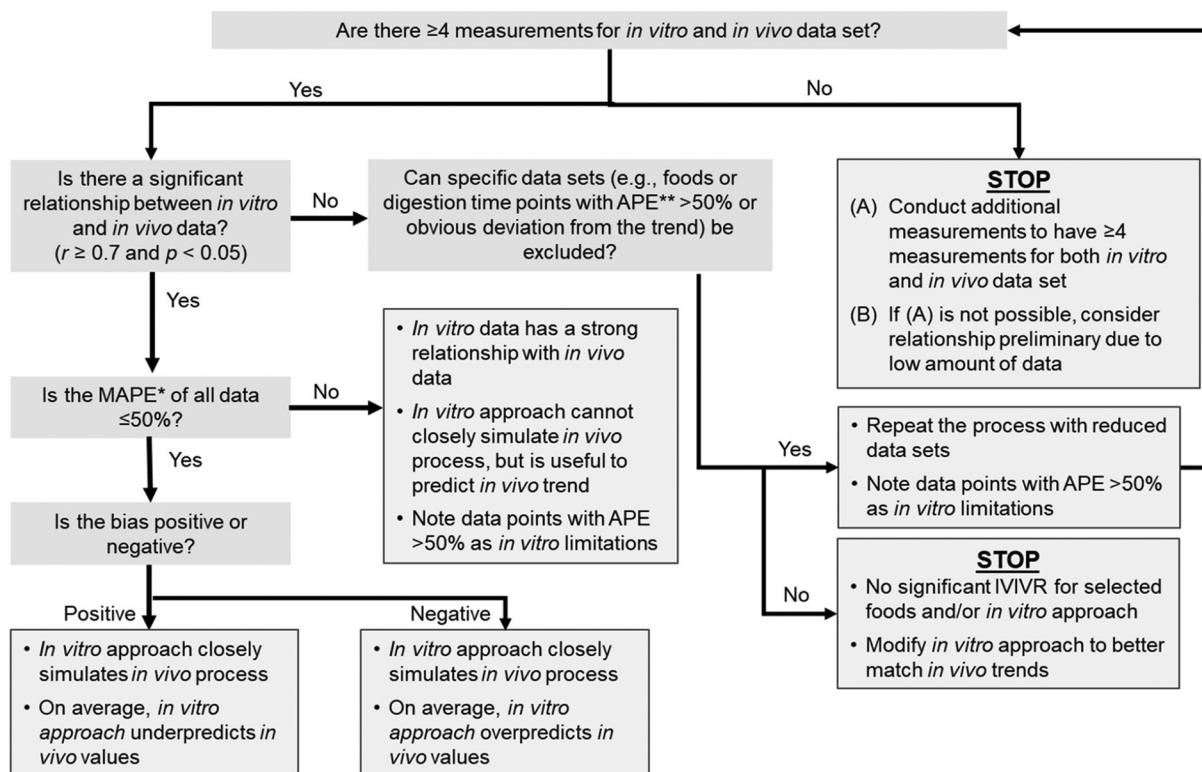 Are there ≥4 measurements for in vitro and in vivo data set?
Yes
No
Is there a significant
relationship between in vitro
and in vivo data?
(r ≥ 0.7 and p < 0.05)
No
Can specific data sets (e.g., foods or
digestion time points with APE** >50% or
obvious deviation from the trend) be
excluded?
STOP
(A) Conduct additional
measurements to have ≥4
measurements for both in vitro
and in vivo data set
(B) If (A) is not possible, consider
relationship preliminary due to
low amount of data
Yes
Is the MAPE* of all data
≤50%?
No
• In vitro data has a strong
relationship with in vivo
data
• In vitro approach cannot
closely simulate in vivo
process, but is useful to
predict in vivo trend
• Note data points with APE
>50% as in vitro limitations
Yes
• Repeat the process with reduced
data sets
• Note data points with APE >50%
as in vitro limitations
Yes
Is the bias positive or
negative?
No
STOP
• No significant IVIVR for selected
foods and/or in vitro approach
• Modify in vitro approach to better
match in vivo trends
Positive
Negative
• In vitro approach closely
simulates in vivo process
• On average, in vitro
approach underpredicts in
vivo values
• In vitro approach closely
simulates in vivo process
• On average, in vitro
approach overpredicts in
vivo values